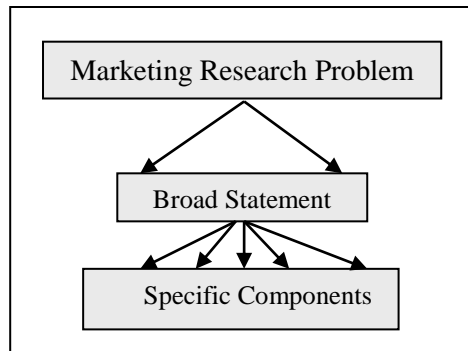 Marketing Research Problem
Broad Statement
Specific Components